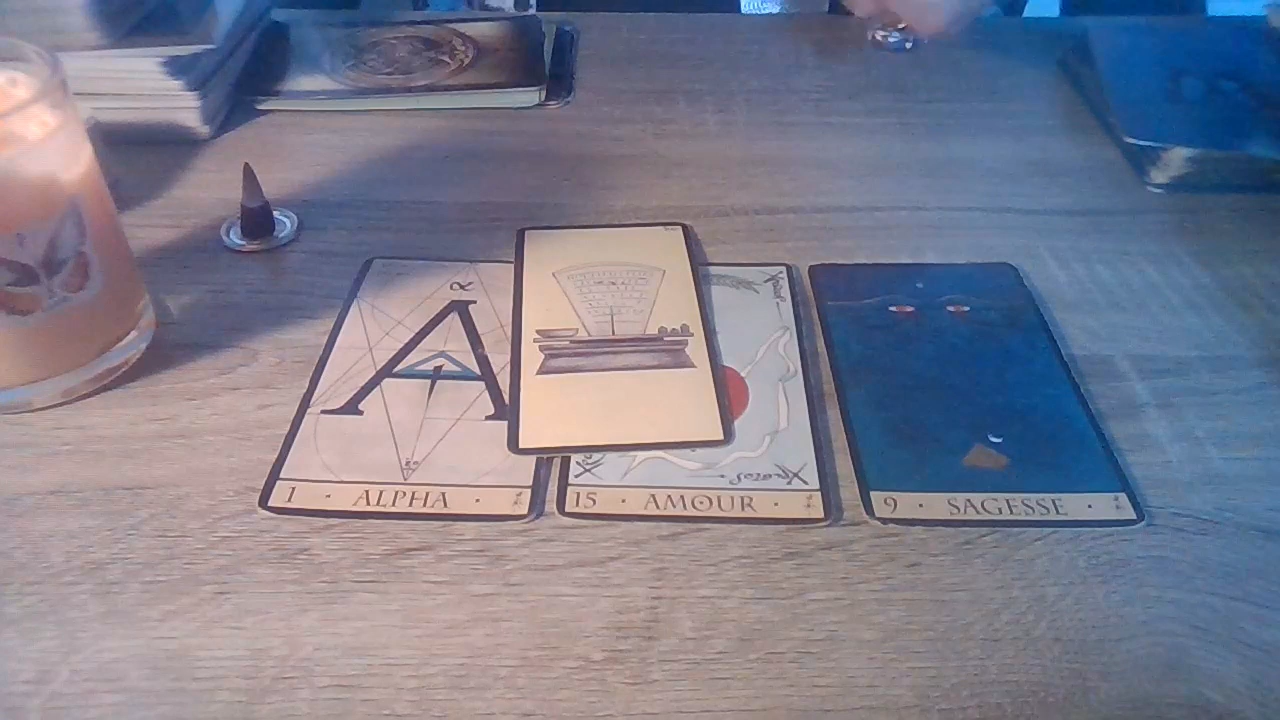 α
A
1 · ALPHA ·
15 · AMOUR ·
9 · SAGESSE ·